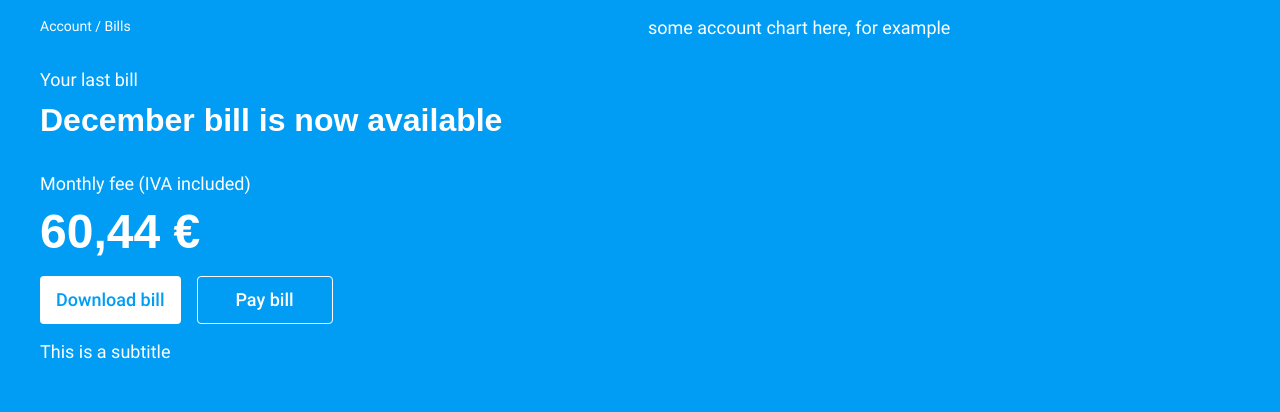 Account / Bills
Your last bill
December bill is now available
Monthly fee (IVA included)
60,44 €
Download bill
Pay bill
This is a subtitle
some account chart here, for example